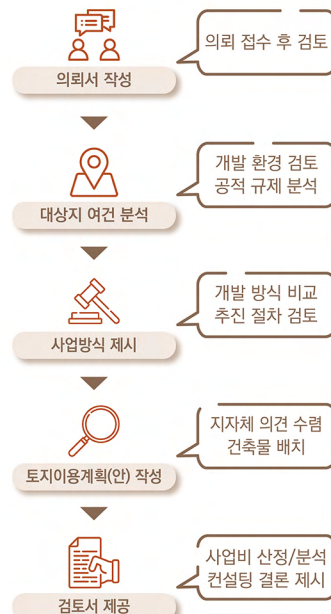 의뢰서 작성
의뢰 접수 후 검토
대상지 여건 분석
개발 환경 검토
공적 규제 분석
사업방식 제시
개발 방식 비교
추진 절차 검토
토지이용계획(안) 작성
지자체 의견 수렴
건축물 배치
검토서 제공
사업비 산정/분석
컨설팅 결론 제시